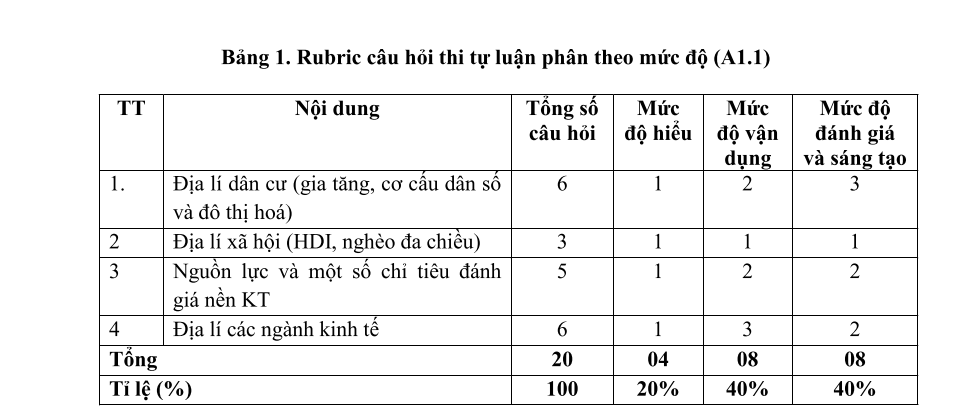 Bảng 1. Rubric câu hỏi thi tự luận phân theo mức độ (A1.1)
TT Nội dung Tổng số câu hỏi Mức độ hiểu Mức độ vận dụng Mức độ đánh giá và sáng tạo
1. Địa lí dân cư (gia tăng, cơ cấu dân số 6 1 2 3
và đô thị hoá)
2 Địa lí xã hội (HDI, nghèo đa chiều) 3 1 1 1
3 Nguồn lực và một số chỉ tiêu đánh 5 1 2 2
giá nền KT
4 Địa lí các ngành kinh tế 6 1 3 2
Tổng 20 04 08 08
Tỉ lệ (%) 100 20% 40% 40%